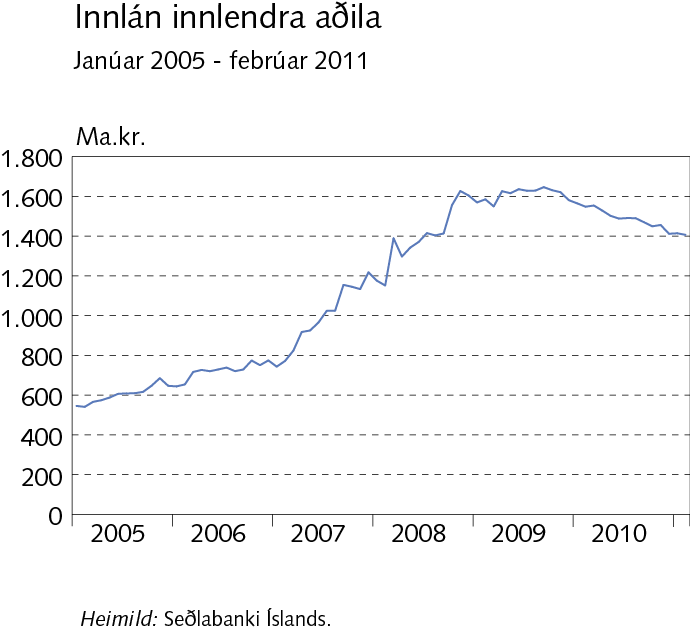 Innlán innlendra aðila
Janúar 2005 - febrúar 2011
Ma.kr.
1.800
1.600
1.400
1.200
1.000
800
600
400
200
0
2005 2006 2007 2008 2009 2010
Heimild: Seðlabanki Íslands.